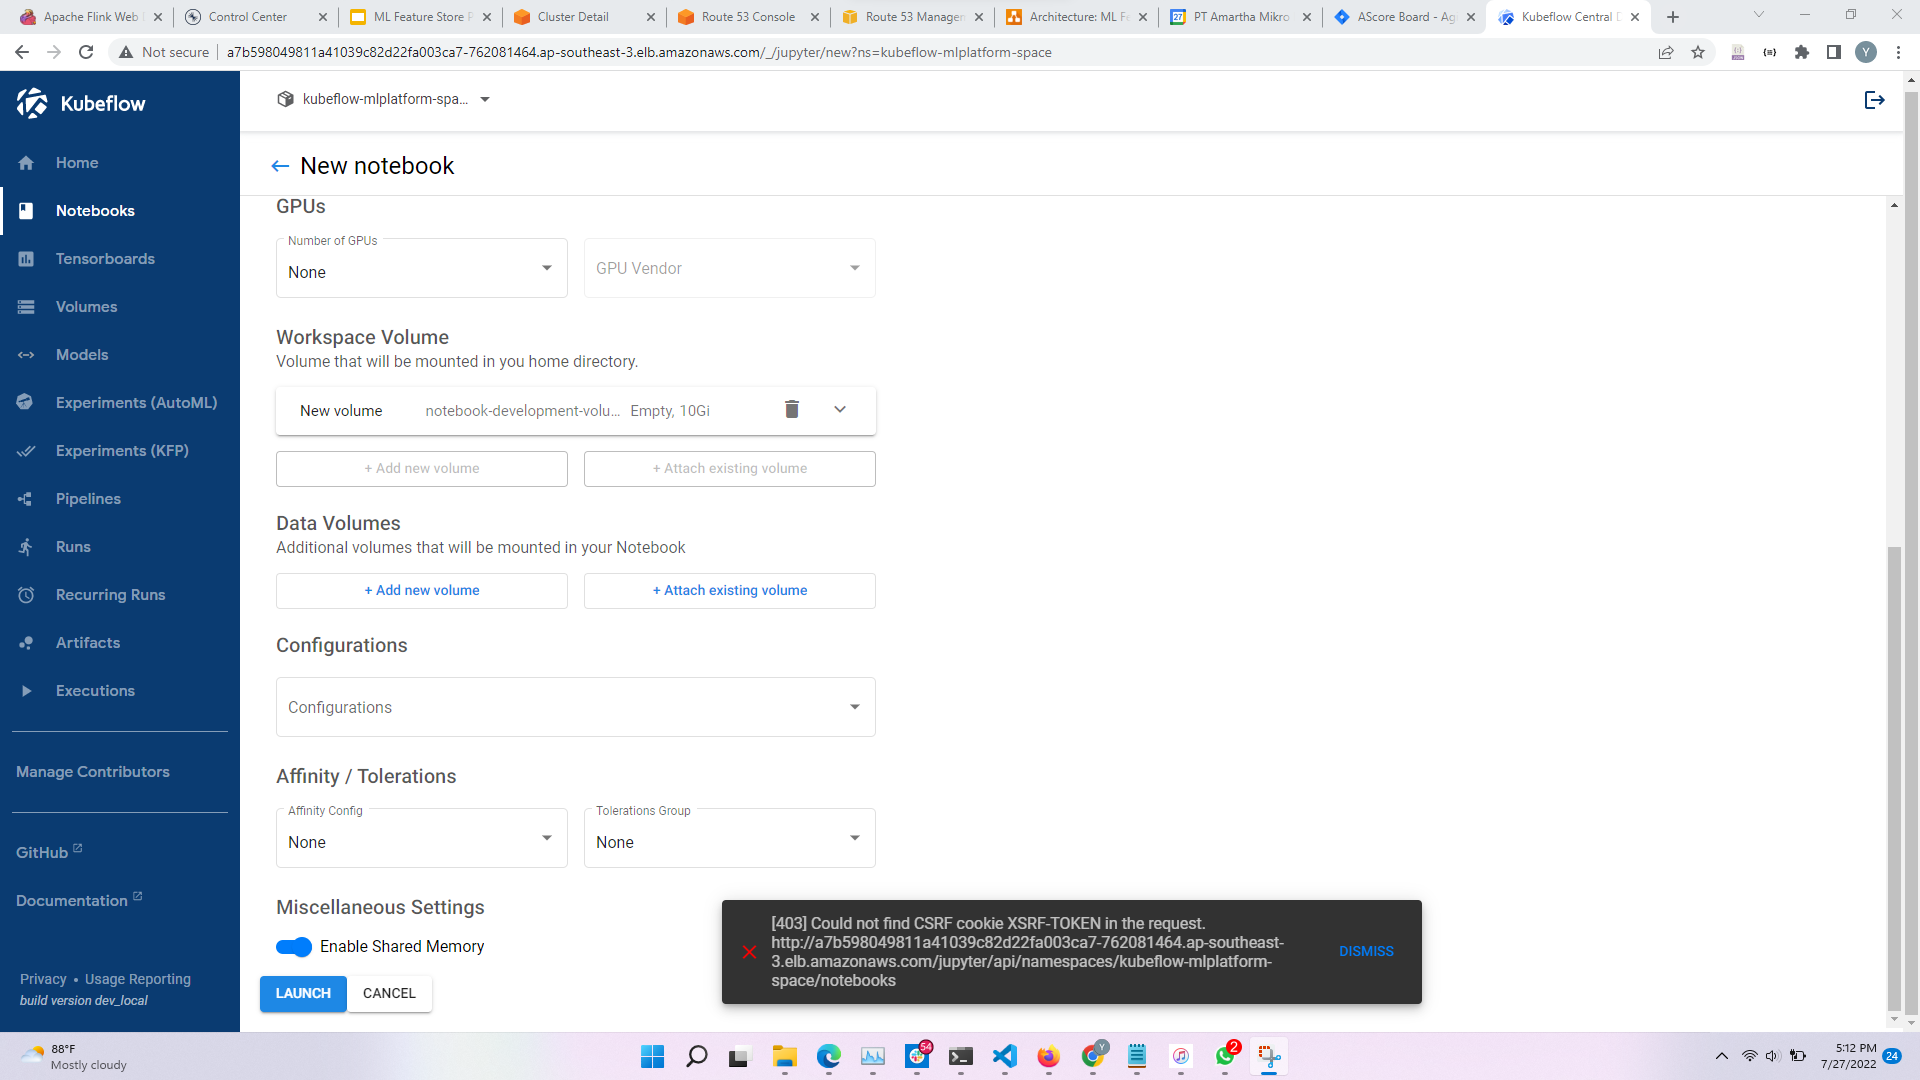 Apache Flink Web
Control Center
ML Feature Store P
Cluster Detail
Route 53 Console
Route 53 Managem
Architecture: ML Fe
PT Amartha Mikro
AScore Board - Ag
Kubeflow Central D
Not secure
a7b598049811a41039c82d22fa003ca7-762081464.ap-southeast-3.elb.amazonaws.com/_/jupyter/new?ns=kubeflow-mlplatform-space
Y
Kubeflow
kubeflow-mlplatform-spa...
New notebook
Home
Notebooks
Tensorboards
Volumes
Models
Experiments (AutoML)
Experiments (KFP)
Pipelines
Runs
Recurring Runs
Artifacts
Executions
Manage Contributors
GitHub
Documentation
Privacy • Usage Reporting
build version dev_local
GPUs
Number of GPUs
None
GPU Vendor
Workspace Volume
Volume that will be mounted in you home directory.
New volume notebook-development-volu... Empty, 10Gi
+ Add new volume
+ Attach existing volume
Data Volumes
Additional volumes that will be mounted in your Notebook
+ Add new volume
+ Attach existing volume
Configurations
Configurations
Affinity / Tolerations
Affinity Config
None
Tolerations Group
None
Miscellaneous Settings
Enable Shared Memory
LAUNCH
CANCEL
[403] Could not find CSRF cookie XSRF-TOKEN in the request.
http://a7b598049811a41039c82d22fa003ca7-762081464.ap-southeast-
3.elb.amazonaws.com/jupyter/api/namespaces/kubeflow-mlplatform-
space/notebooks
DISMISS
88°F
Mostly cloudy
54
Y
2
5:12 PM
7/27/2022
24